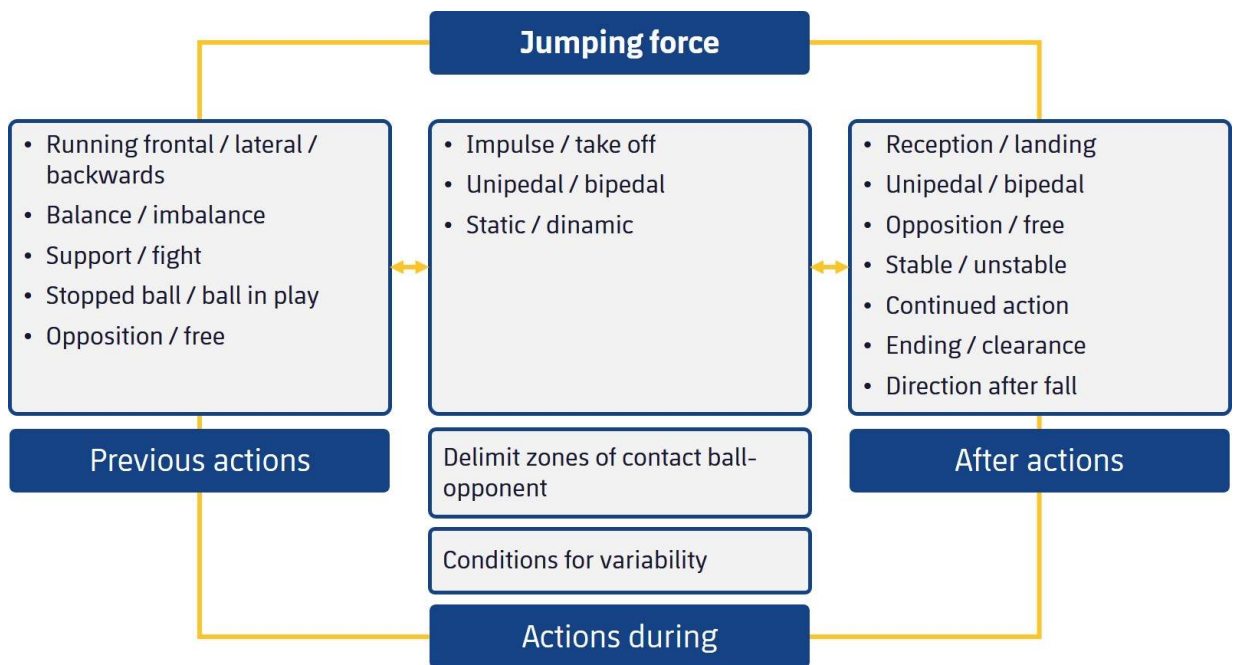 Jumping force
• Running frontal / lateral /
backwards
• Balance / imbalance
• Support / fight
• Stopped ball / ball in play
• Opposition / free
Previous actions
• Impulse / take off
• Unipedal / bipedal
• Static / dinamic
Delimit zones of contact ball-
opponent
Conditions for variability
Actions during
• Reception / landing
• Unipedal / bipedal
• Opposition / free
• Stable / unstable
• Continued action
• Ending / clearance
• Direction after fall
After actions